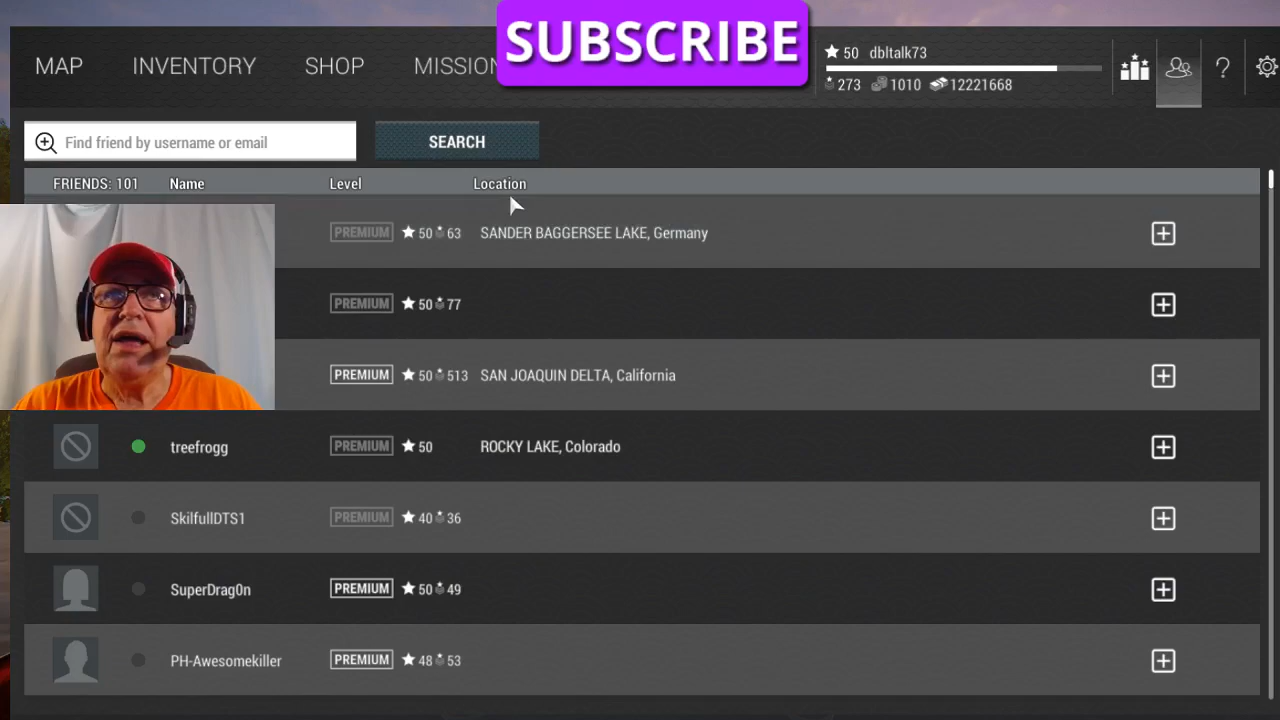 SUBSCRIBE
MAP INVENTORY SHOP MISSION
50 dbltalk73
273 1010 12221668
Find friend by username or email SEARCH
FRIENDS: 101 Name Level Location
PREMIUM 50 63 SANDER BAGGERSEE LAKE, Germany
PREMIUM 50 77
PREMIUM 50 513 SAN JOAQUIN DELTA, California
treefrogg PREMIUM 50 ROCKY LAKE, Colorado
SkilfullDTS1 PREMIUM 40 36
SuperDrag0n PREMIUM 50 49
PH-Awesomekiller PREMIUM 48 53